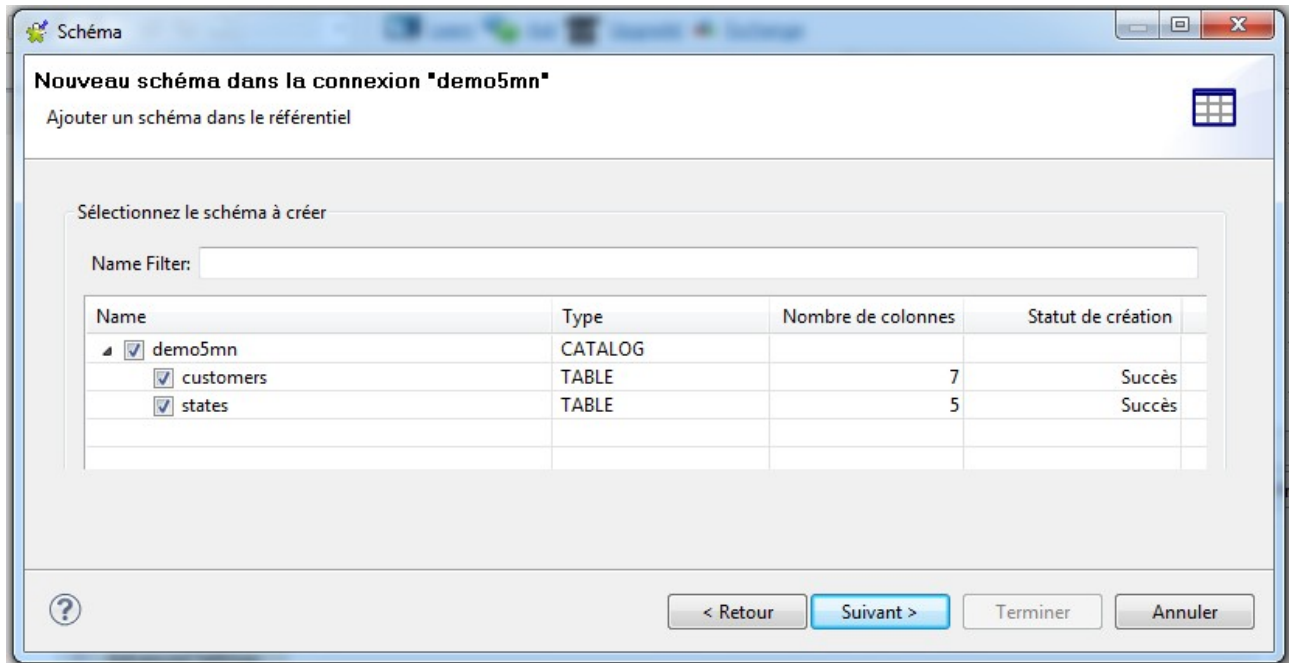 Schéma
Nouveau schéma dans la connexion "demo5mn"
Ajouter un schéma dans le référentiel
Sélectionnez le schéma à créer
Name Filter:
Name Type Nombre de colonnes Statut de création
demo5mn CATALOG
customers TABLE 7 Succès
states TABLE 5 Succès
? < Retour Suivant > Terminer Annuler